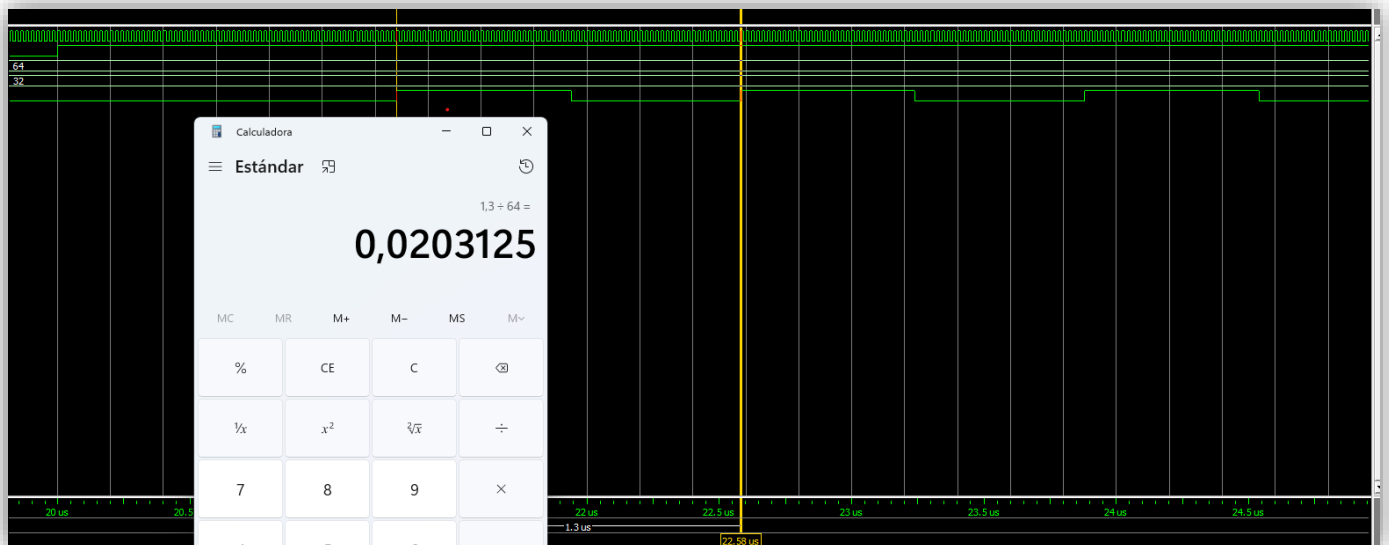 64
32
Calculadora
Estándar
1,3 ÷ 64 =
0,0203125
MC MR M+ M− MS M
% CE C
¹/x x² ²√x ÷
7 8 9 ×
20 us 20.5 22 us 22.5 us 23 us 23.5 us 24 us 24.5 us
1.3 us
22.58 us